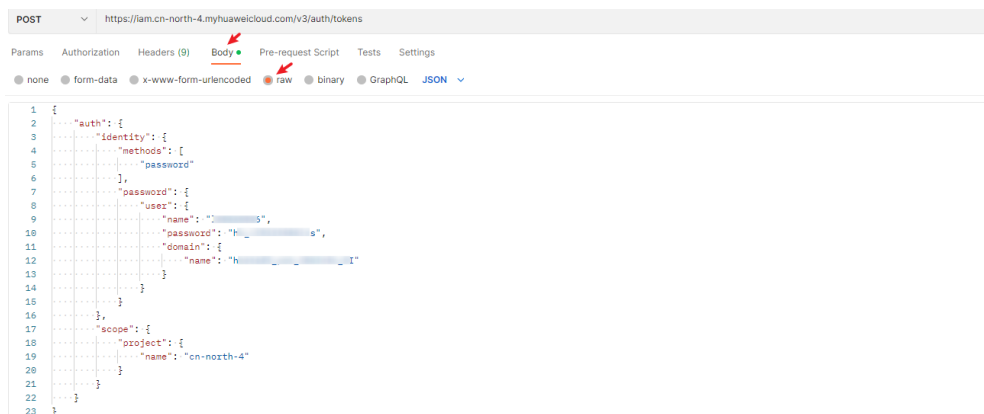 POST https://iam.cn-north-4.myhuaweicloud.com/v3/auth/tokens
Params Authorization Headers (9) Body Pre-request Script Tests Settings
none form-data x-www-form-urlencoded raw binary GraphQL JSON
1 {
2 "auth": {
3 "identity": {
4 "methods": [
5 "password"
6 ],
7 "password": {
8 "user": {
9 "name": "
10 "password": "
11 "domain": {
12 "name": "
13 }
14 }
15 }
16 },
17 "scope": {
18 "project": {
19 "name": "cn-north-4"
20 }
21 }
22 }
23 }